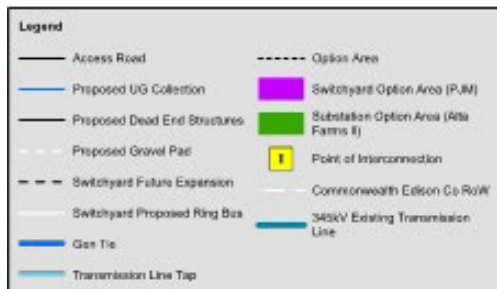 Legend
Access Road
Proposed UG Collection
Proposed Dead End Structures
Proposed Gravel Pad
Switchyard Future Expansion
Switchyard Proposed Ring Bus
Gen Tie
Transmission Line Tap
Option Area
Switchyard Option Area (PJM)
Substation Option Area (Alta
Farms II)
Point of Interconnection
Commonwealth Edison Co RoW
345kV Existing Transmission
Line